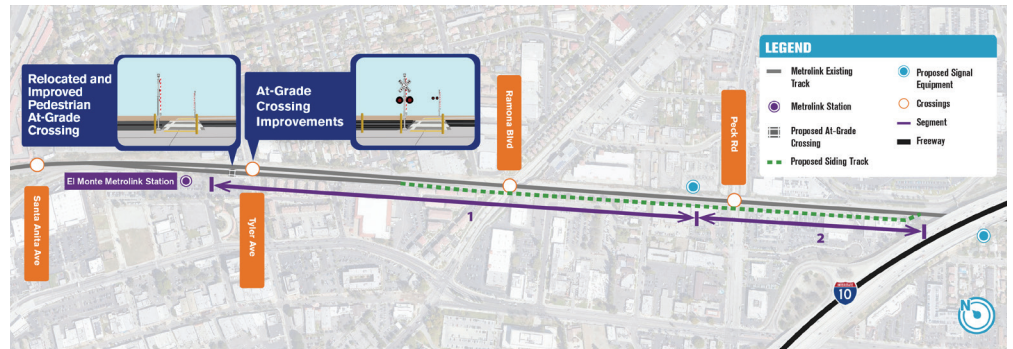 Relocated and
Improved
Pedestrian
At-Grade
Crossing
At-Grade
Crossing
Improvements
Ramona Blvd
Peck Rd
LEGEND
Metrolink Existing
Track
Metrolink Station
Proposed At-Grade
Crossing
Proposed Siding Track
Proposed Signal
Equipment
Crossings
Segment
Freeway
El Monte Metrolink Station
Santa Anita Ave
Tyler Ave
1
2
10
N